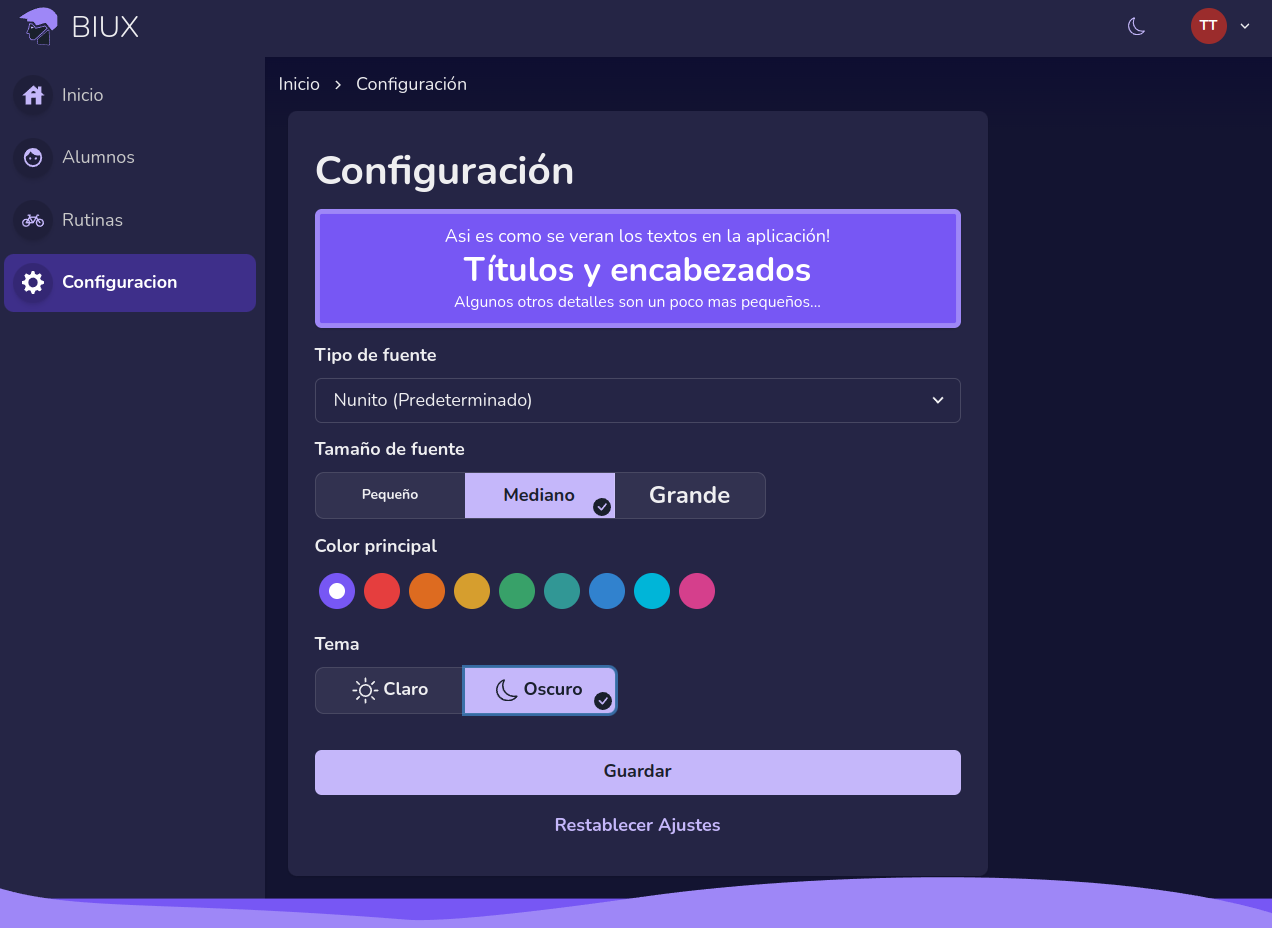 BIUX
TT
Inicio
Alumnos
Rutinas
Configuracion
Inicio > Configuración
Configuración
Asi es como se veran los textos en la aplicación!
Títulos y encabezados
Algunos otros detalles son un poco mas pequeños...
Tipo de fuente
Nunito (Predeterminado)
Tamaño de fuente
Pequeño Mediano Grande
Color principal
Tema
Claro Oscuro
Guardar
Restablecer Ajustes